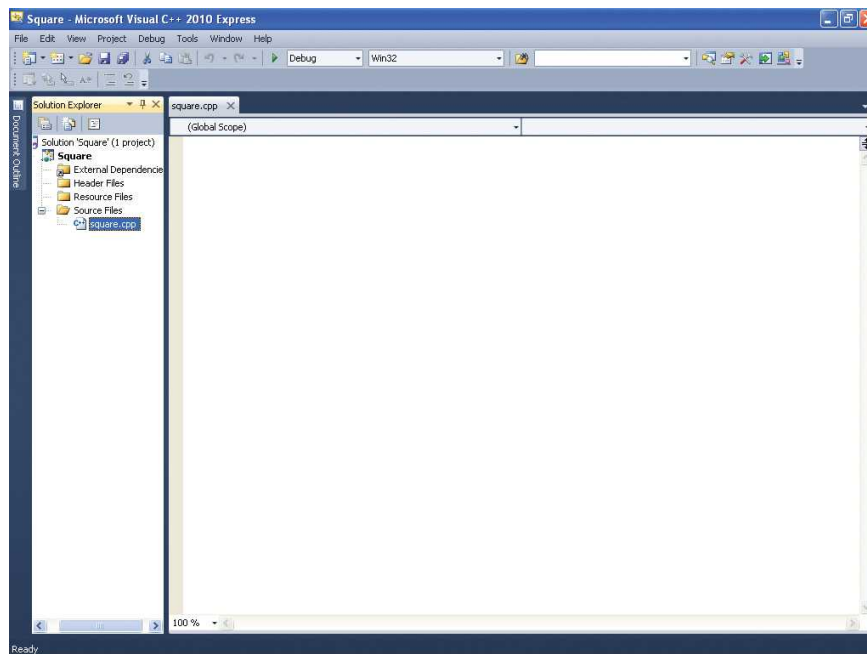 Square - Microsoft Visual C++ 2010 Express
File Edit View Project Debug Tools Window Help
Debug Win32
Solution Explorer
square.cpp
Document Outline
(Global Scope)
Solution 'Square' (1 project)
Square
External Dependencie
Header Files
Resource Files
Source Files
square.cpp
100 %
Ready